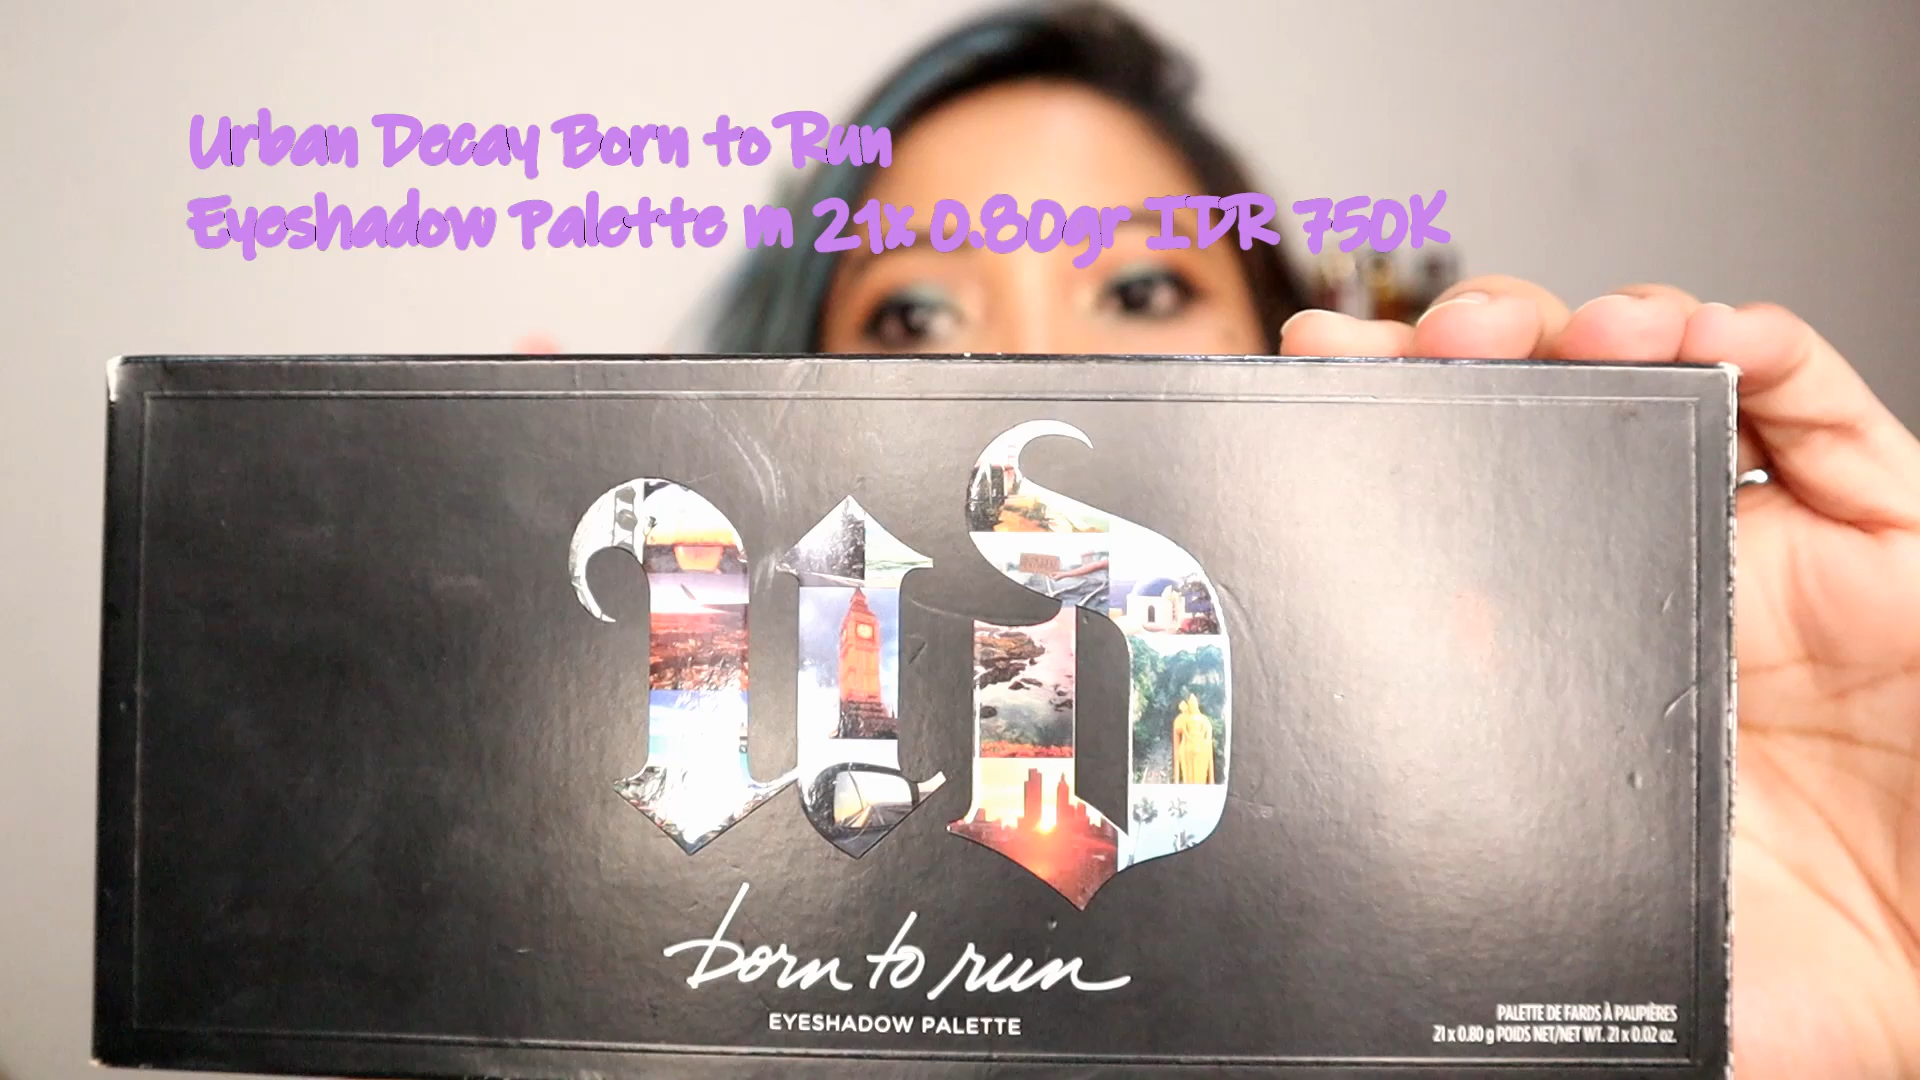 Urban Decay Born to Run
Eyeshadow Palette m 21x 0.80gr IDR 750K
UD
born to run
EYESHADOW PALETTE
PALETTE DE FARDS À PAUPIÈRES
21 x 0.80 g POIDS NET/NET WT. 21 x 0.02 oz.